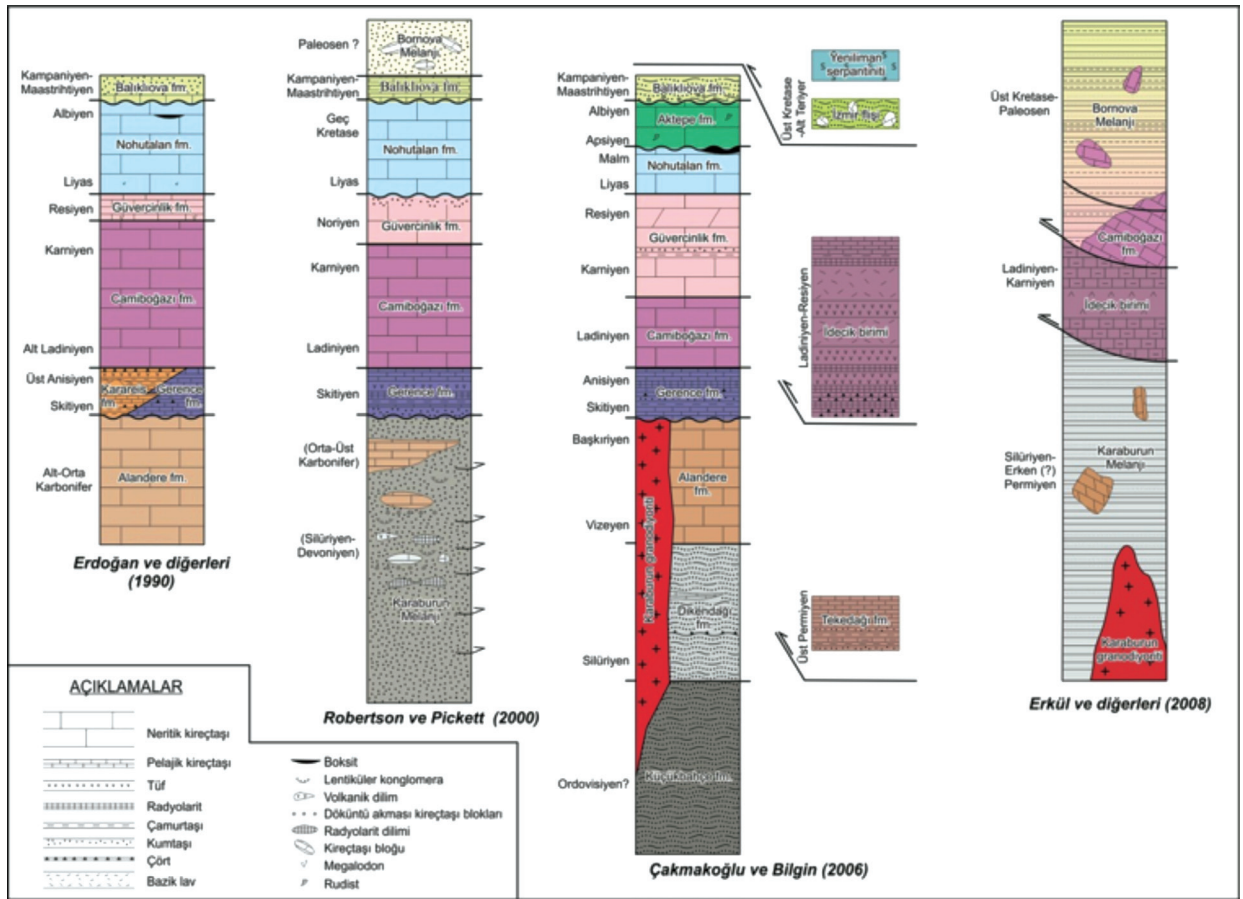 Kampaniyen-
Maastrihtiyen
Albiyen
Liyas
Resiyen
Karniyen
Alt Ladiniyen
Üst Anisiyen
Skitiyen
Alt-Orta
Karbonifer
Balıklıova fm.
Nohutalan fm.
Güvercinlik fm.
Camiboğazı fm.
Karareis
fm.
Gerence
fm.
Alandere fm.
Erdoğan ve diğerleri
(1990)
Paleosen ?
Kampaniyen-
Maastrihtiyen
Geç
Kretase
Liyas
Noriyen
Karniyen
Ladiniyen
Skitiyen
(Orta-Üst
Karbonifer)
(Silüriyen-
Devoniyen)
Bornova
Melanjı
Balıklıova fm.
Nohutalan fm.
Güvercinlik fm.
Camiboğazı fm.
Gerence fm.
Karaburun
Melanjı
Robertson ve Pickett (2000)
Kampaniyen-
Maastrihtiyen
Albiyen
Apsiyen
Malm
Liyas
Resiyen
Karniyen
Ladiniyen
Anisiyen
Skitiyen
Başkıriyen
Vizeyen
Silüriyen
Ordovisiyen?
Balıklıova fm.
Aktepe fm.
Nohutalan fm.
Güvercinlik fm.
Camiboğazı fm.
Gerence fm.
Karaburun granodiyoriti
Alandere
fm.
Dikendağı
fm.
Küçükbahçe fm.
Üst Kretase
-Alt Teriyer
Yeniliman
serpantiniti
İzmir flişi
Ladiniyen-Resiyen
İdecik birimi
Üst Permiyen
Tekedağı fm.
Çakmakoğlu ve Bilgin (2006)
Üst Kretase-
Paleosen
Ladiniyen-
Karniyen
Silüriyen-
Erken (?)
Permiyen
Bornova
Melanjı
Camiboğazı
fm.
İdecik birimi
Karaburun
Melanjı
Karaburun
granodiyoriti
Erkül ve diğerleri (2008)
AÇIKLAMALAR
Neritik kireçtaşı
Pelajik kireçtaşı
Tüf
Radyolarit
Çamurtaşı
Kumtaşı
Çört
Bazik lav
Boksit
Lentiküler konglomera
Volkanik dilim
Döküntü akması kireçtaşı blokları
Radyolarit dilimi
Kireçtaşı bloğu
Megalodon
Rudist